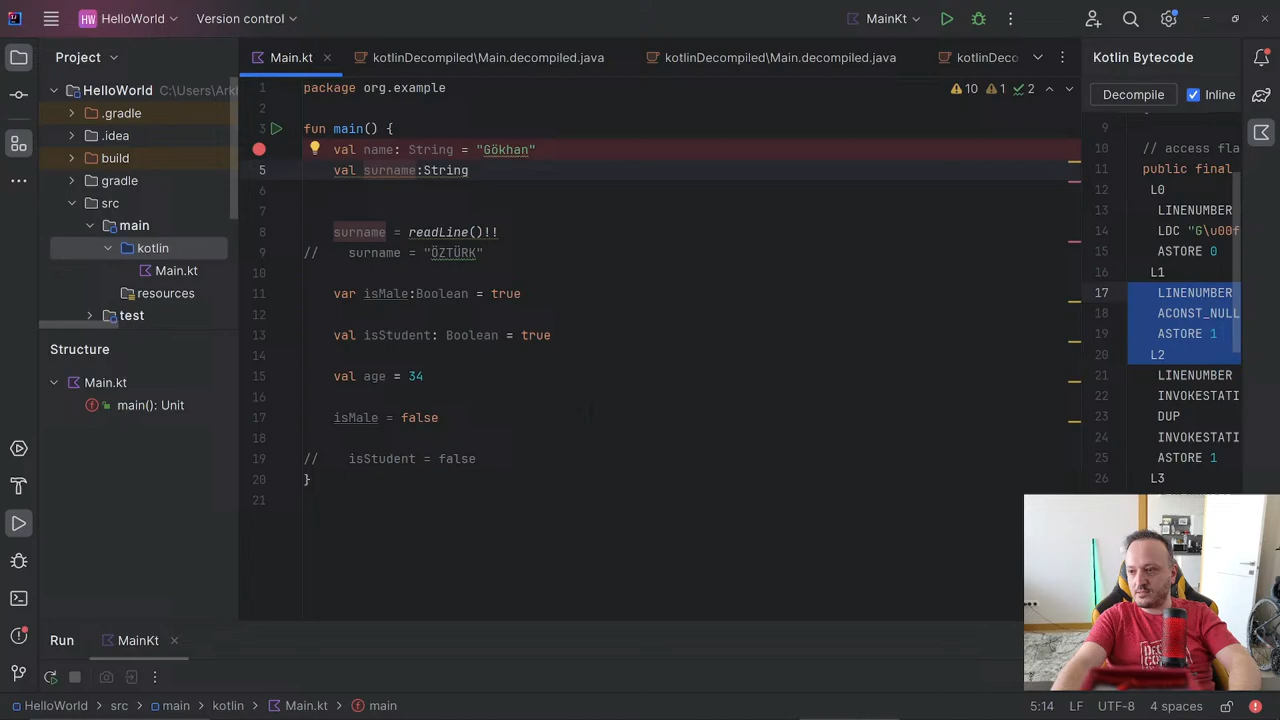 HW HelloWorld
Version control
MainKt
Project
Main.kt
kotlinDecompiled\Main.decompiled.java
kotlinDecompiled\Main.decompiled.java
kotlinDeco
Kotlin Bytecode
HelloWorld C:\Users\Ark
.gradle
.idea
build
gradle
src
main
kotlin
Main.kt
resources
test
Structure
Main.kt
main(): Unit
10 1 2
1 package org.example
2
3 fun main() {
val name: String = "Gökhan"
5 val surname:String
6
7
8 surname = readLine()!!
9 // surname = "ÖZTÜRK"
10
11 var isMale:Boolean = true
12
13 val isStudent: Boolean = true
14
15 val age = 34
16
17 isMale = false
18
19 // isStudent = false
20 }
21
Decompile Inline
9
10 // access fla
11 public final
12 L0
13 LINENUMBER
14 LDC "G\u00f
15 ASTORE 0
16 L1
17 LINENUMBER
18 ACONST_NULL
19 ASTORE 1
20 L2
21 LINENUMBER
22 INVOKESTATI
23 DUP
24 INVOKESTATI
25 ASTORE 1
26 L3
Run MainKt
HelloWorld src main kotlin Main.kt main
5:14 LF UTF-8 4 spaces